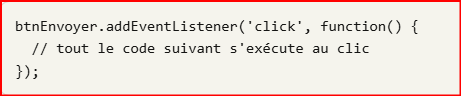 btnEnvoyer.addEventListener('click', function() {
  // tout le code suivant s'exécute au clic
});